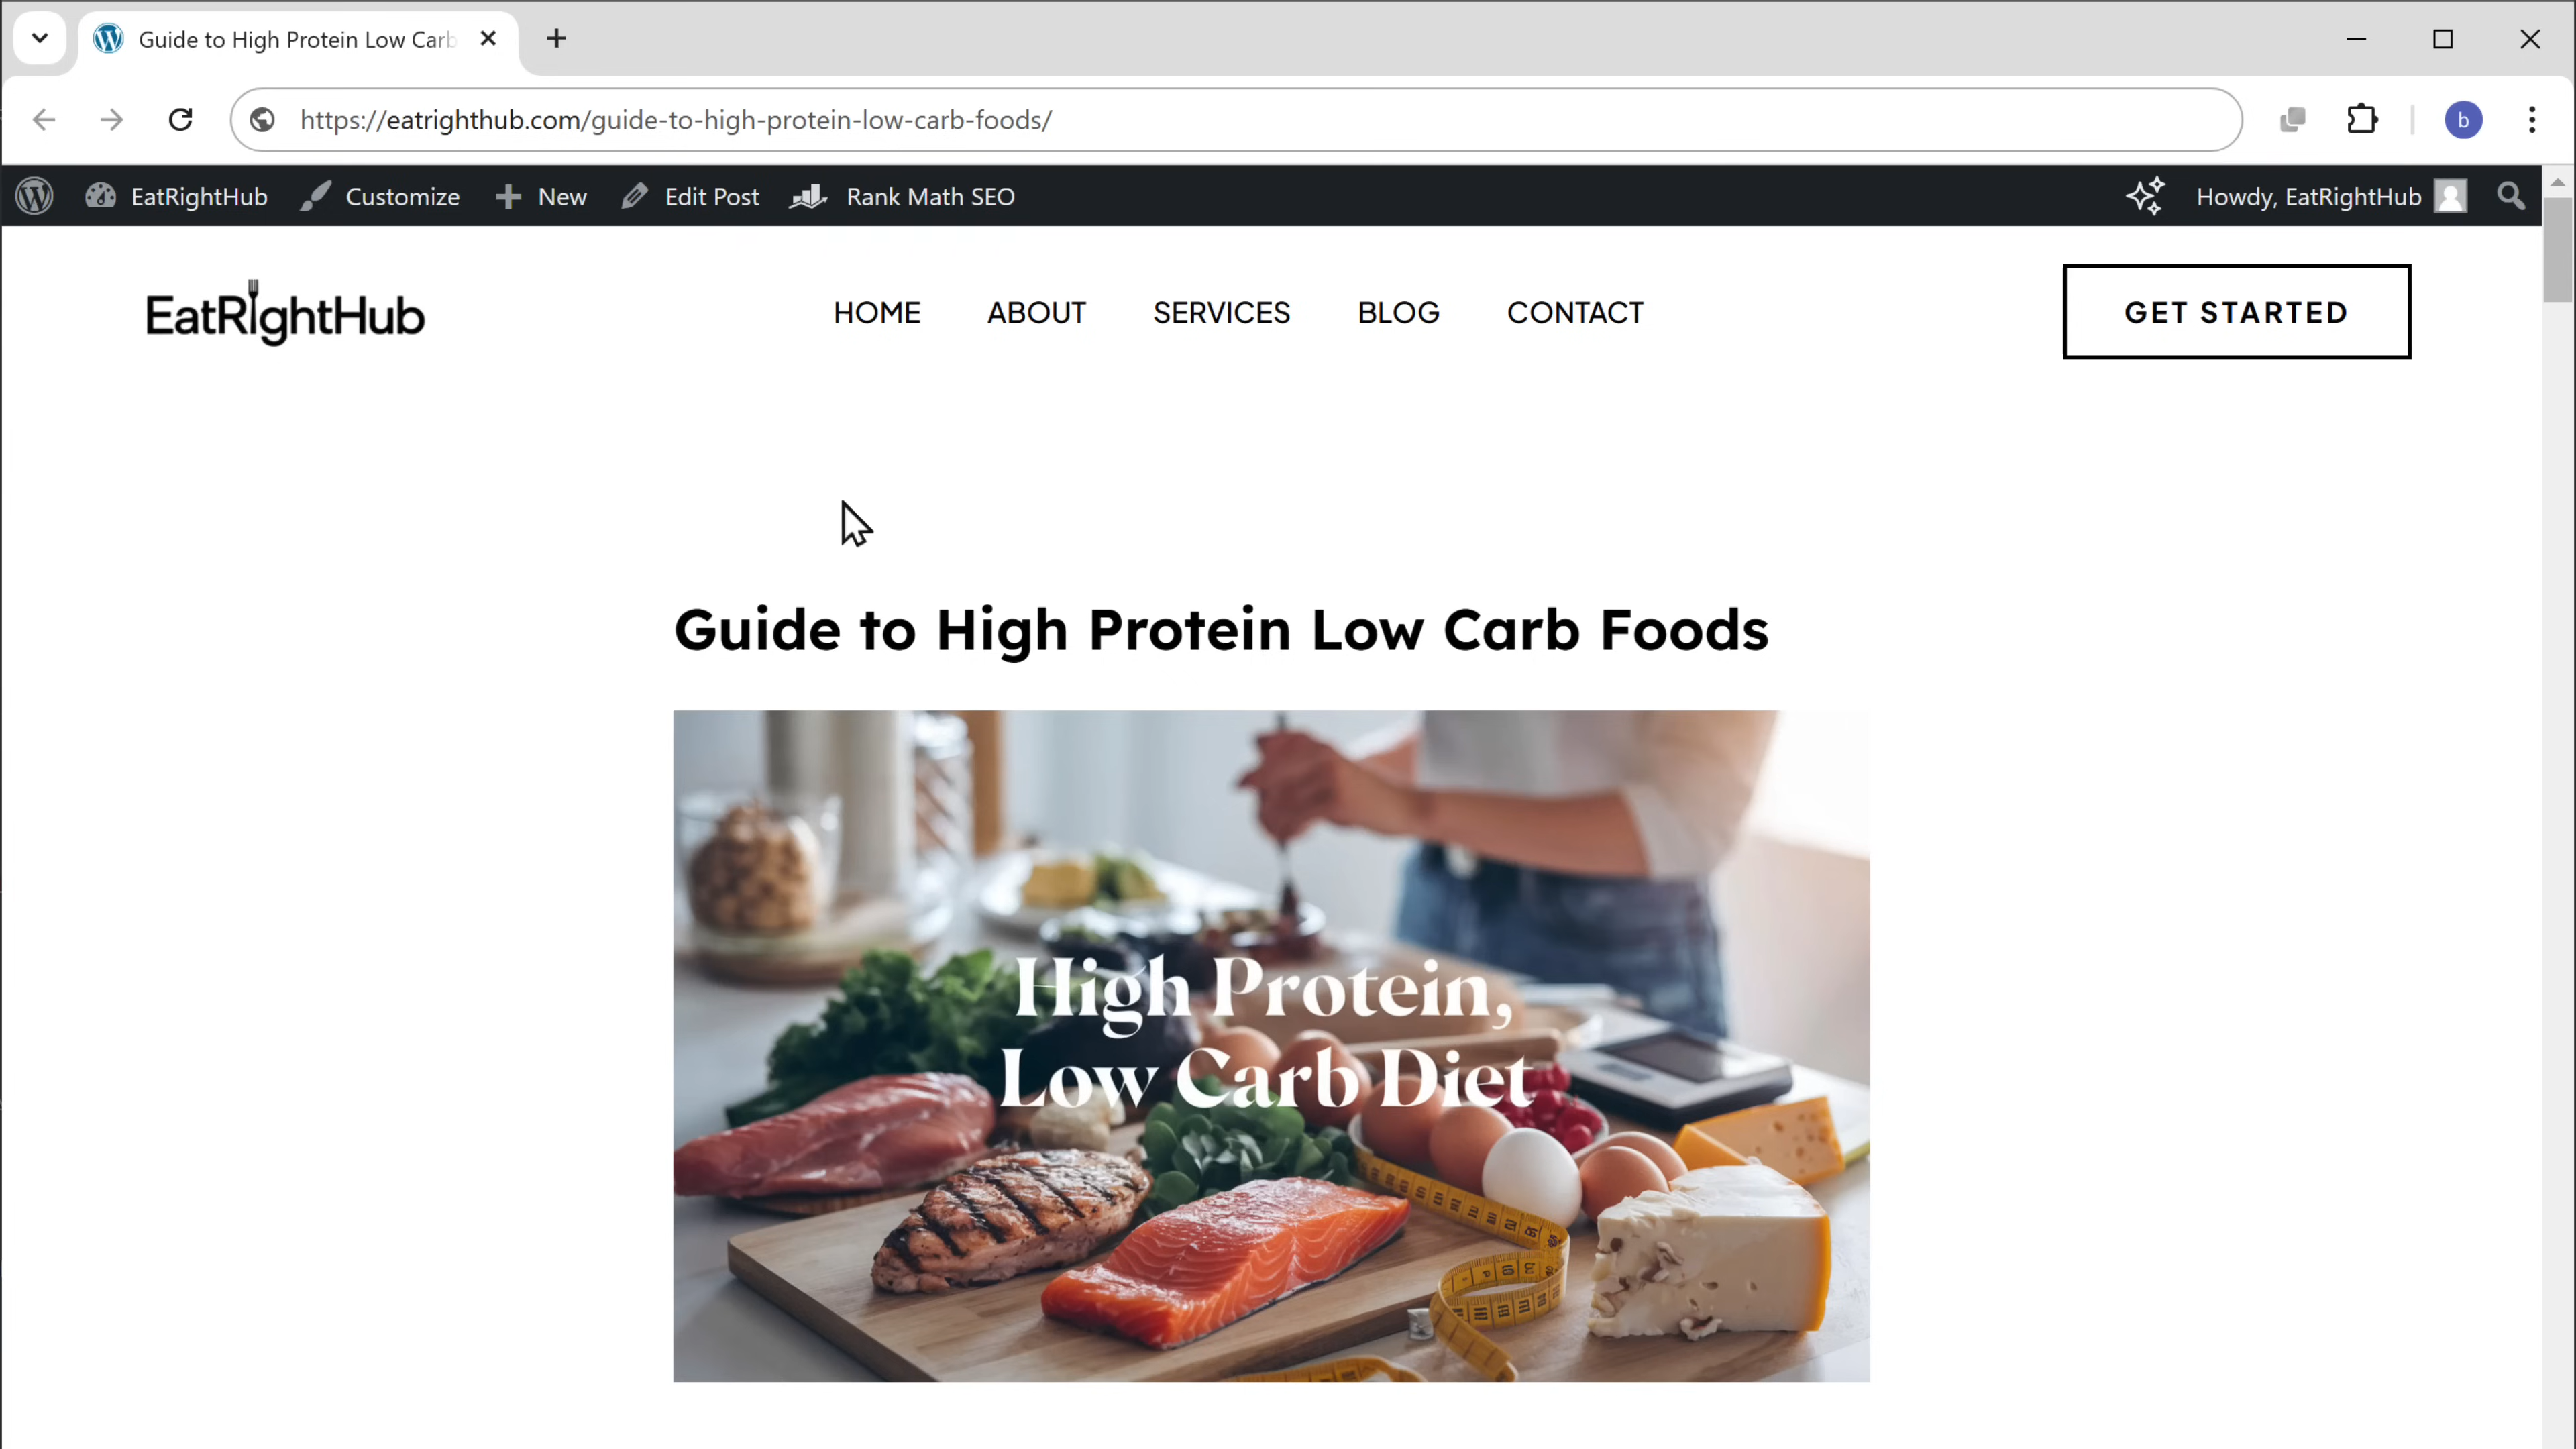 Guide to High Protein Low Carb
https://eatrighthub.com/guide-to-high-protein-low-carb-foods/
b
EatRightHub Customize New Edit Post Rank Math SEO Howdy, EatRightHub
EatRightHub HOME ABOUT SERVICES BLOG CONTACT GET STARTED
Guide to High Protein Low Carb Foods
High Protein,
Low Carb Diet